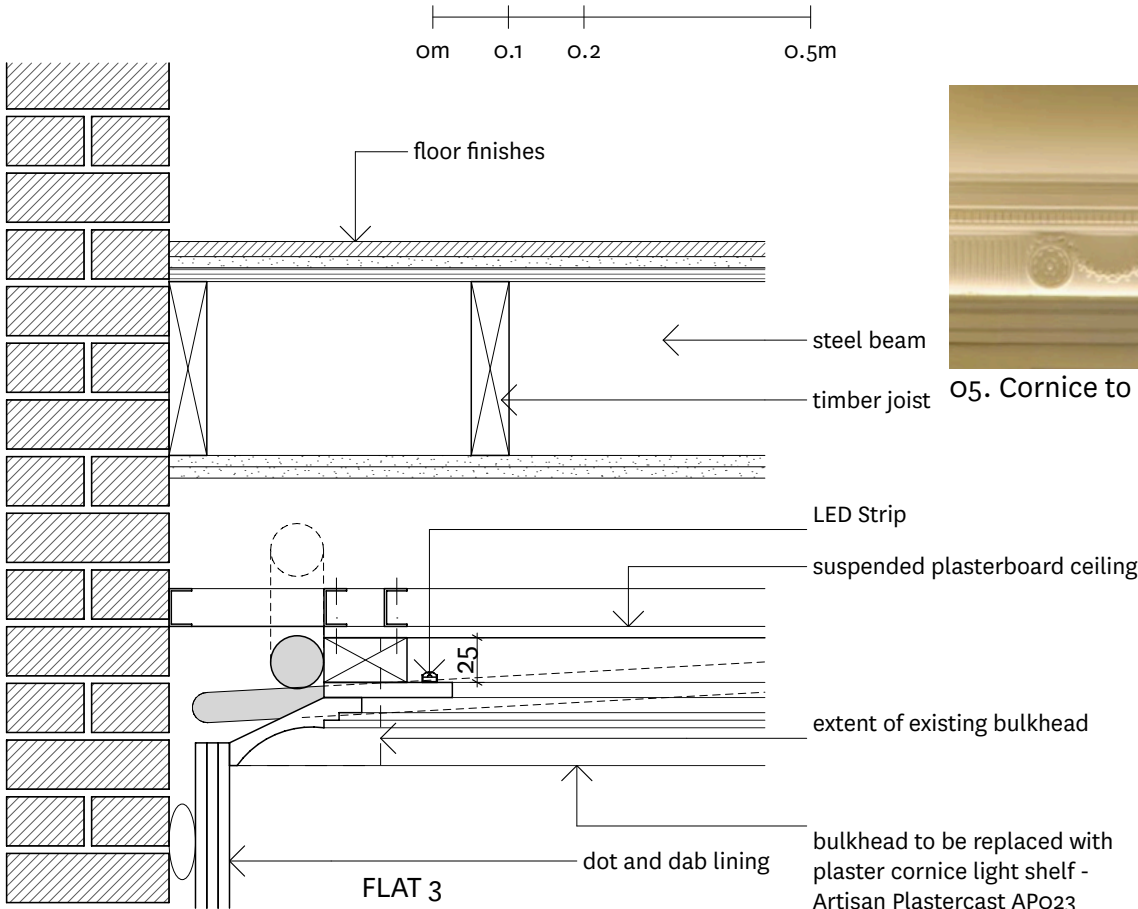 0m 0.1 0.2 0.5m
floor finishes
steel beam
timber joist
05. Cornice to
LED Strip
suspended plasterboard ceiling
25
extent of existing bulkhead
bulkhead to be replaced with
plaster cornice light shelf -
Artisan Plastercast AP023
dot and dab lining
FLAT 3